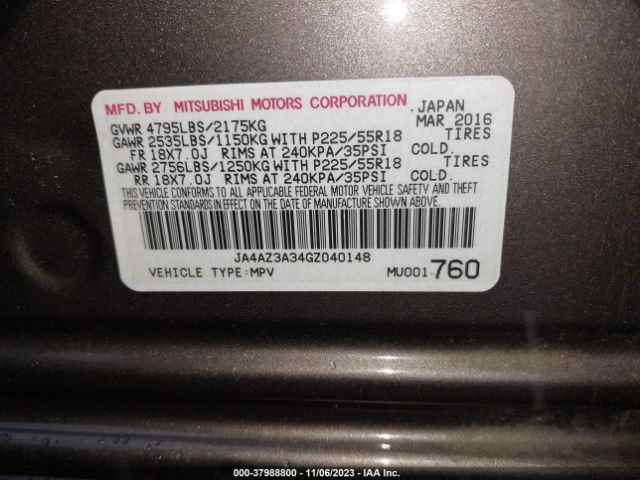 MFD. BY MITSUBISHI MOTORS CORPORATION JAPAN
GVWR 4795LBS/2175KG MAR 2016
GAWR 2535LBS/1150KG WITH P225/55R18 TIRES
FR 18X7.0J RIMS AT 240KPA/35PSI COLD.
GAWR 2756LBS/1250KG WITH P225/55R18 TIRES
RR 18X7.0J RIMS AT 240KPA/35PSI COLD.
THIS VEHICLE CONFORMS TO ALL APPLICABLE FEDERAL MOTOR VEHICLE SAFETY AND THEFT
PREVENTION STANDARDS IN EFFECT ON THE DATE OF MANUFACTURE SHOWN ABOVE.
JA4AZ3A34GZ040148
VEHICLE TYPE:MPV MU001-760
000-37988800 - 11/06/2023 - IAA Inc.